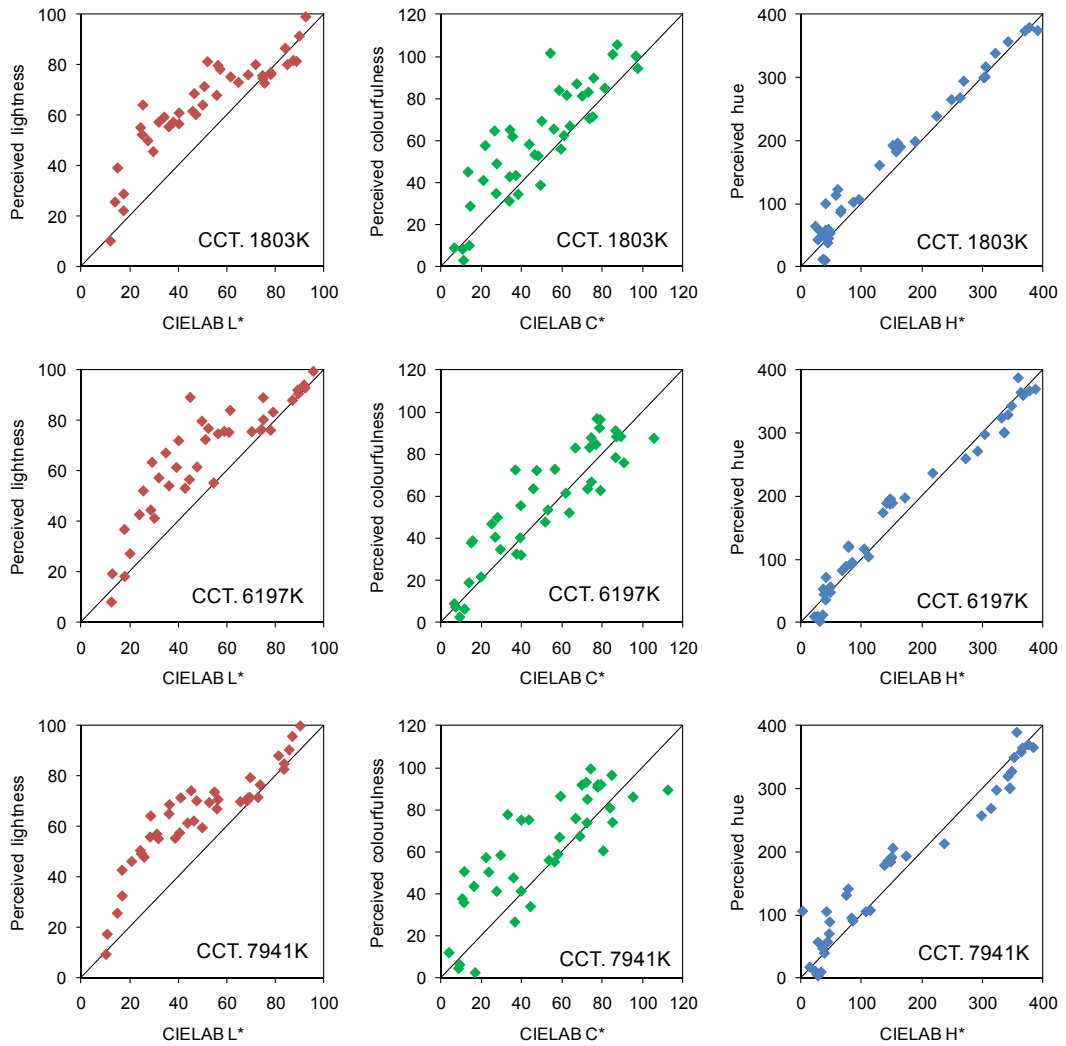 Perceived lightness
100
80
60
40
20
0
0 20 40 60 80 100
CIELAB L*
CCT. 1803K
Perceived colourfulness
120
100
80
60
40
20
0
0 20 40 60 80 100 120
CIELAB C*
CCT. 1803K
Perceived hue
400
300
200
100
0
0 100 200 300 400
CIELAB H*
CCT. 1803K
Perceived lightness
100
80
60
40
20
0
0 20 40 60 80 100
CIELAB L*
CCT. 6197K
Perceived colourfulness
120
100
80
60
40
20
0
0 20 40 60 80 100 120
CIELAB C*
CCT. 6197K
Perceived hue
400
300
200
100
0
0 100 200 300 400
CIELAB H*
CCT. 6197K
Perceived lightness
100
80
60
40
20
0
0 20 40 60 80 100
CIELAB L*
CCT. 7941K
Perceived colourfulness
120
100
80
60
40
20
0
0 20 40 60 80 100 120
CIELAB C*
CCT. 7941K
Perceived hue
400
300
200
100
0
0 100 200 300 400
CIELAB H*
CCT. 7941K